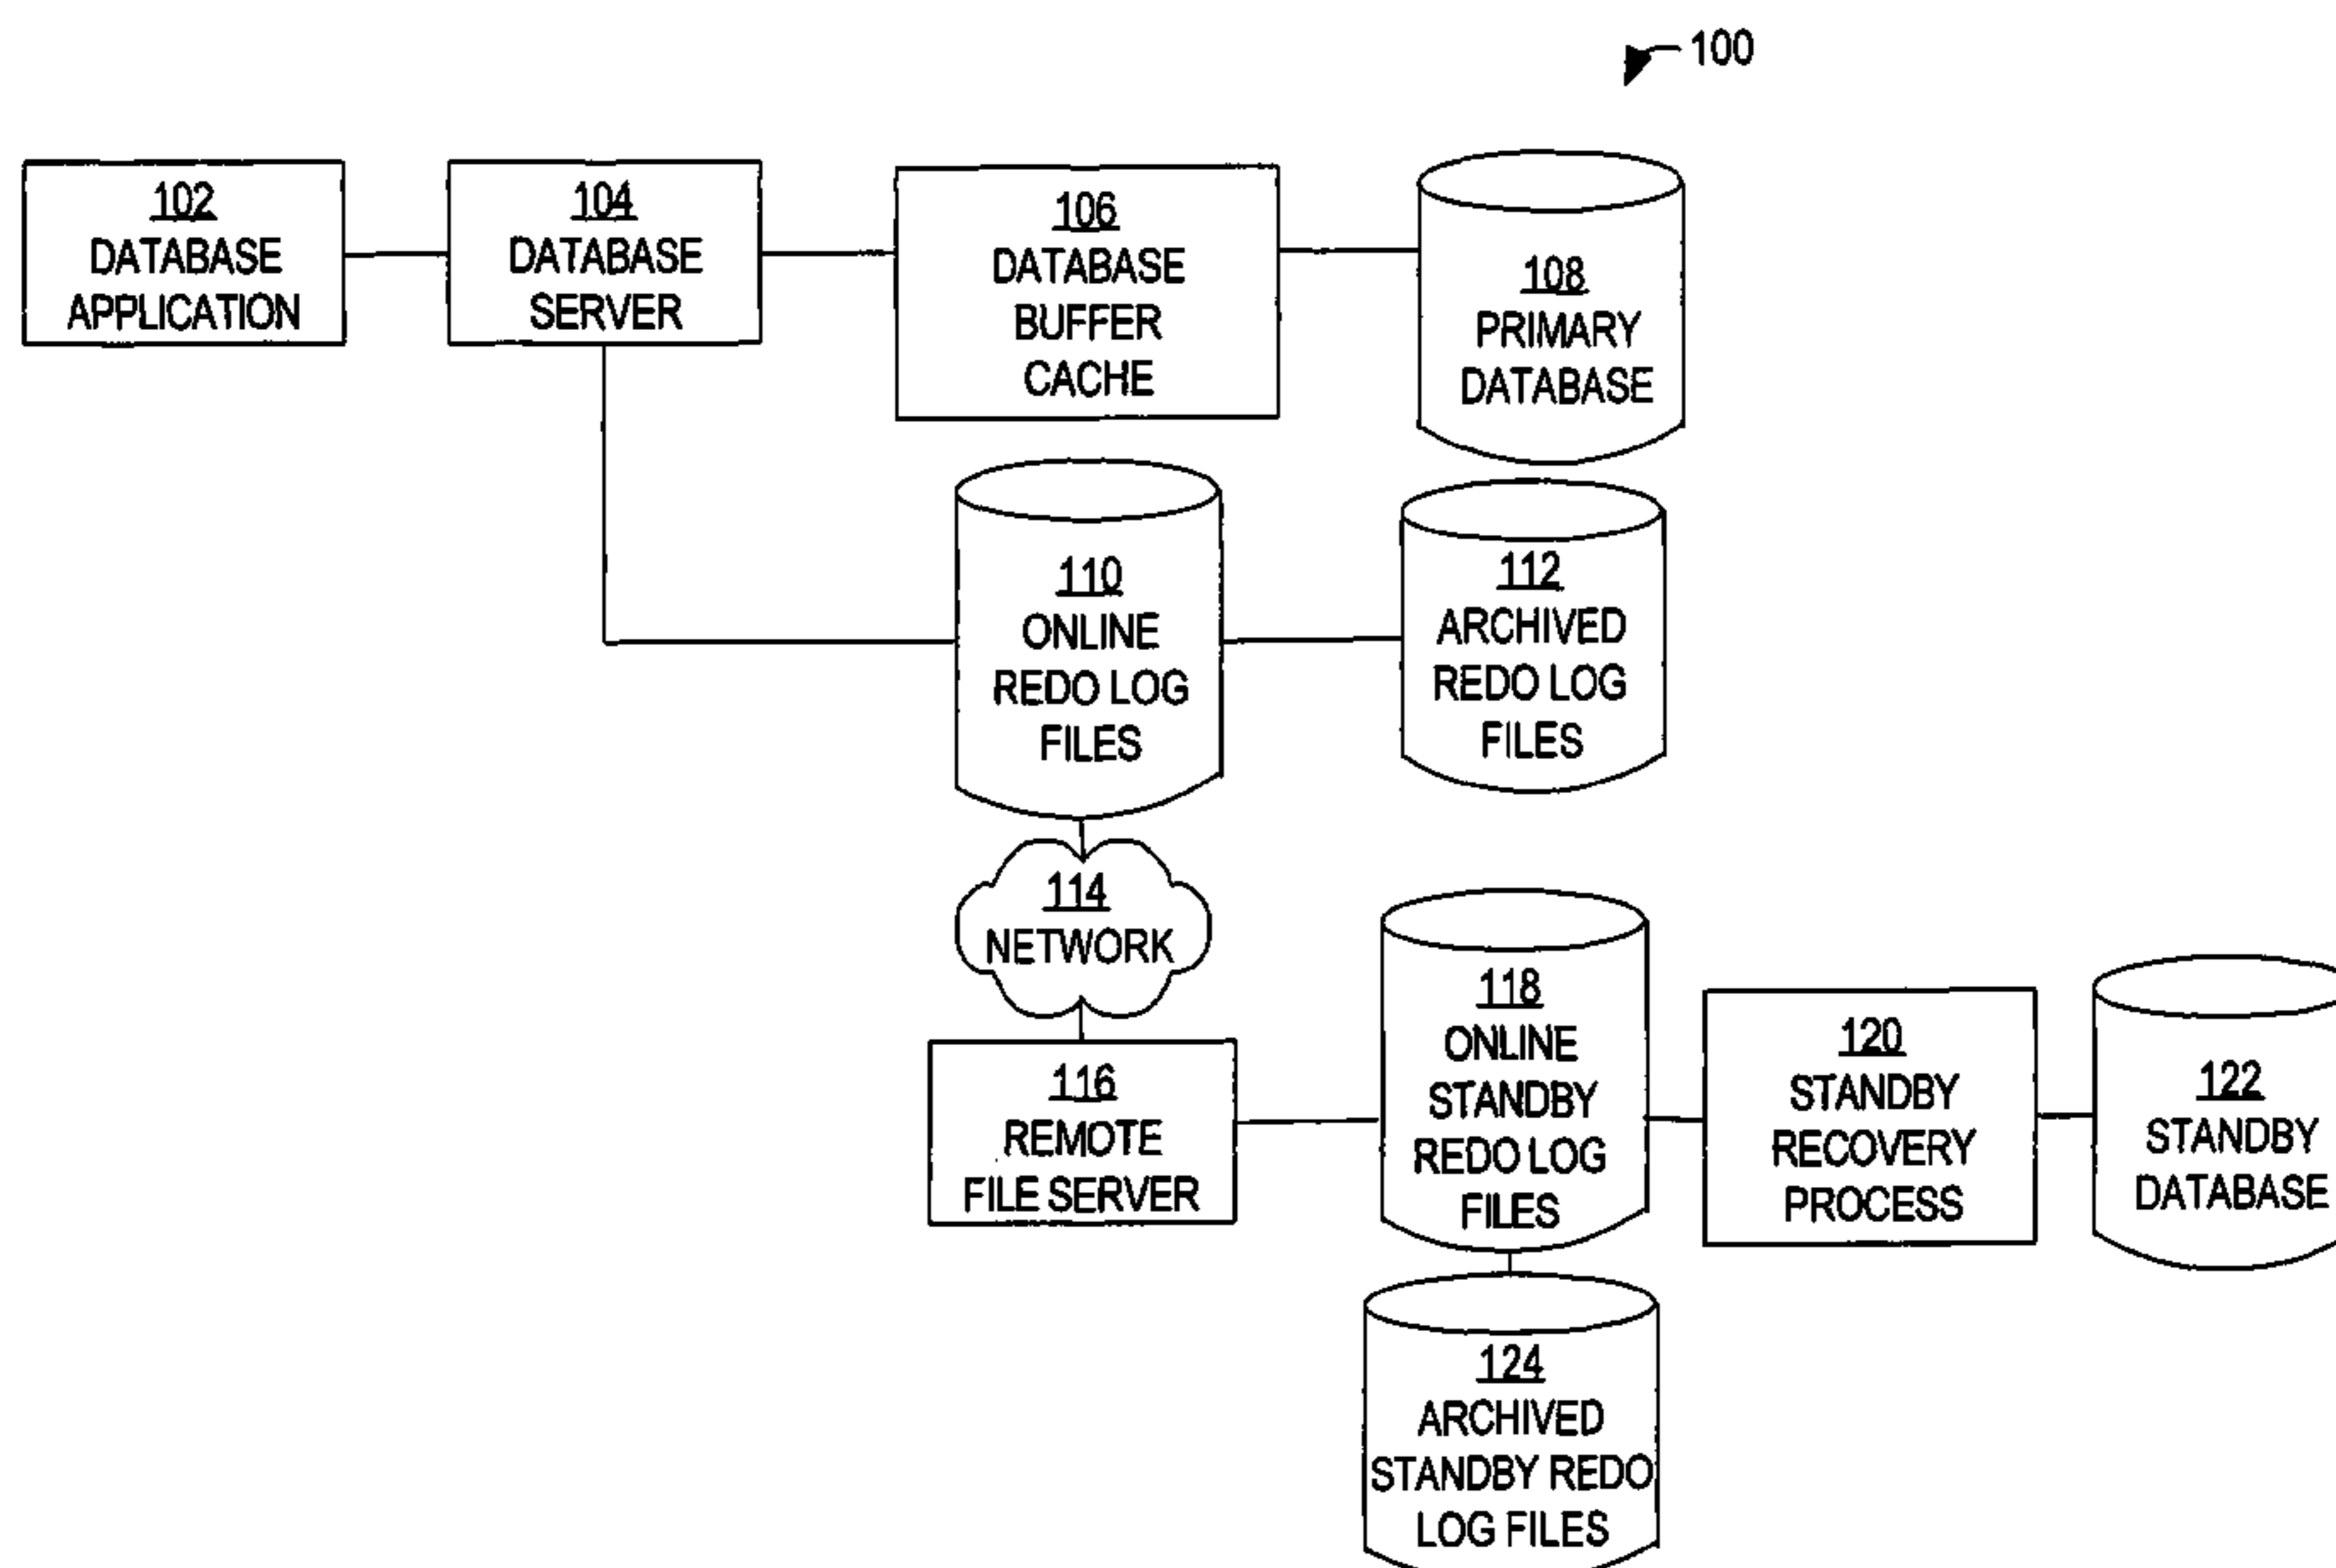 100
102
DATABASE
APPLICATION
104
DATABASE
SERVER
106
DATABASE
BUFFER
CACHE
108
PRIMARY
DATABASE
110
ONLINE
REDO LOG
FILES
112
ARCHIVED
REDO LOG
FILES
114
NETWORK
116
REMOTE
FILE SERVER
118
ONLINE
STANDBY
REDO LOG
FILES
120
STANDBY
RECOVERY
PROCESS
122
STANDBY
DATABASE
124
ARCHIVED
STANDBY REDO
LOG FILES